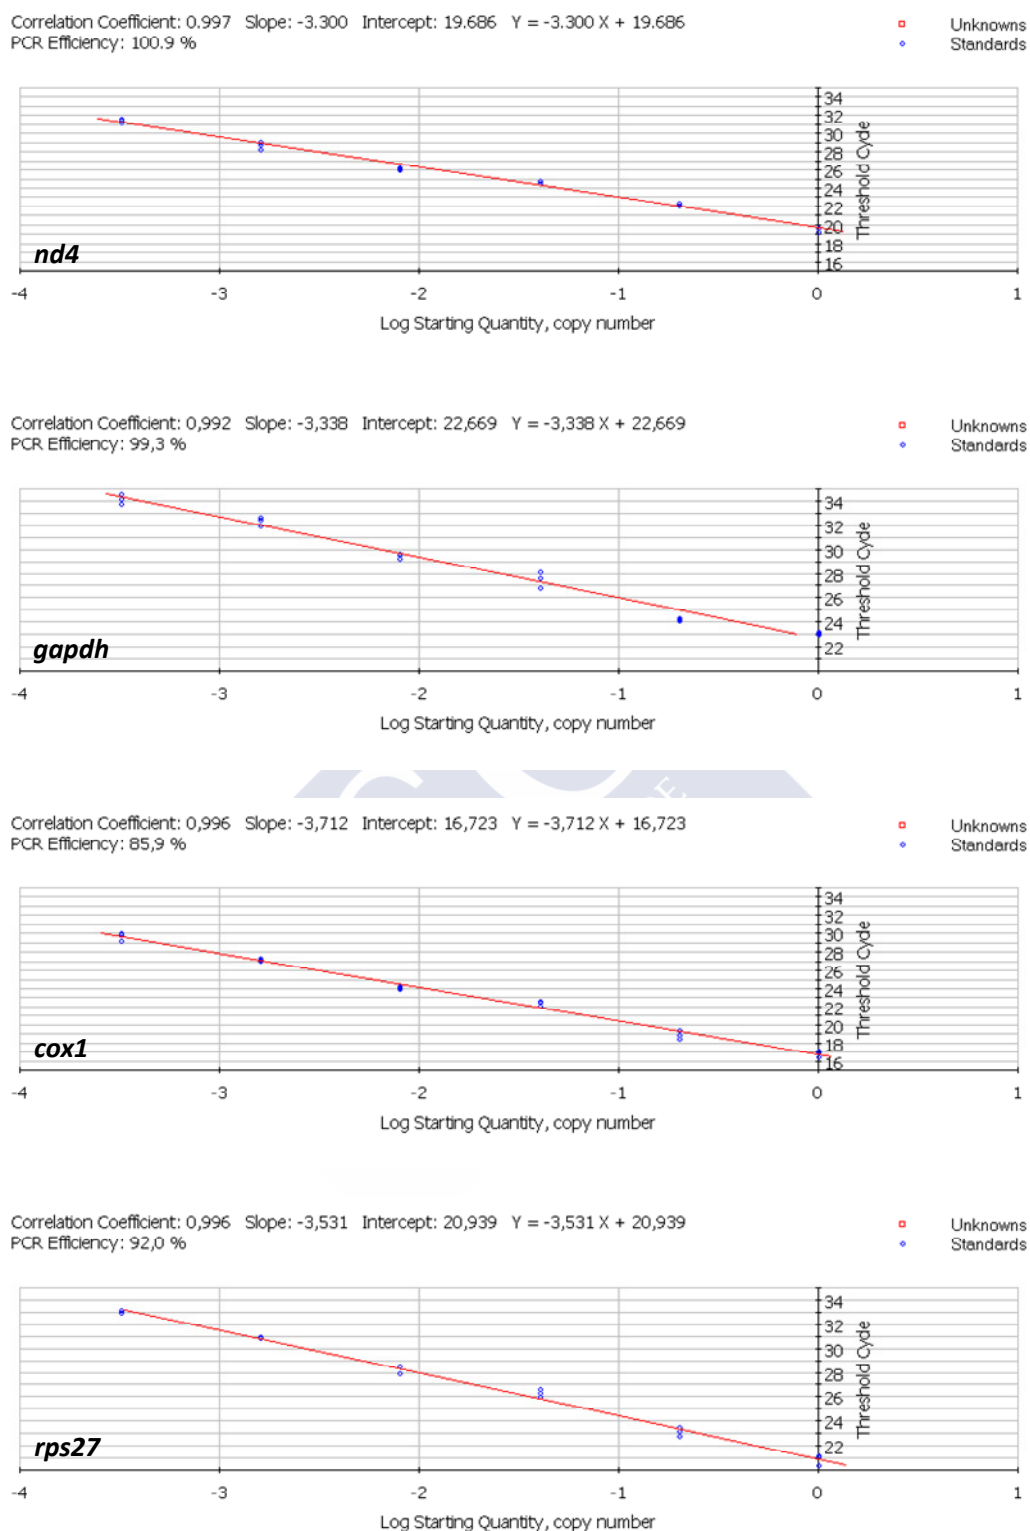 Correlation Coefficient: 0.997 Slope: -3.300 Intercept: 19.686 Y = -3.300 X + 19.686
PCR Efficiency: 100.9 %
Unknowns
Standards
34
32
30
28
26
24
22
20
18
16
Threshold Cycle
nd4
-4 -3 -2 -1 0 1
Log Starting Quantity, copy number
Correlation Coefficient: 0,992 Slope: -3,338 Intercept: 22,669 Y = -3,338 X + 22,669
PCR Efficiency: 99,3 %
Unknowns
Standards
34
32
30
28
26
24
22
Threshold Cycle
gapdh
-4 -3 -2 -1 0 1
Log Starting Quantity, copy number
Correlation Coefficient: 0,996 Slope: -3,712 Intercept: 16,723 Y = -3,712 X + 16,723
PCR Efficiency: 85,9 %
Unknowns
Standards
34
32
30
28
26
24
22
20
18
16
Threshold Cycle
cox1
-4 -3 -2 -1 0 1
Log Starting Quantity, copy number
Correlation Coefficient: 0,996 Slope: -3,531 Intercept: 20,939 Y = -3,531 X + 20,939
PCR Efficiency: 92,0 %
Unknowns
Standards
34
32
30
28
26
24
22
Threshold Cycle
rps27
-4 -3 -2 -1 0 1
Log Starting Quantity, copy number